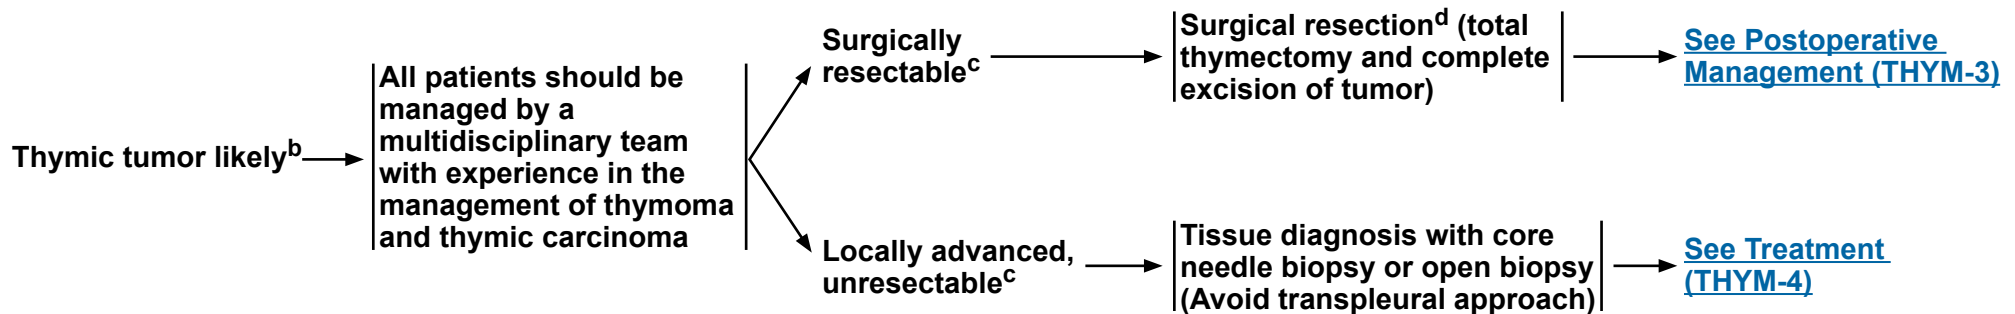 Thymic tumor likelyb
All patients should be
managed by a
multidisciplinary team
with experience in the
management of thymoma
and thymic carcinoma
Surgically
resectablec
Surgical resectiond (total
thymectomy and complete
excision of tumor)
See Postoperative
Management (THYM-3)
Locally advanced,
unresectablec
Tissue diagnosis with core
needle biopsy or open biopsy
(Avoid transpleural approach)
See Treatment
(THYM-4)